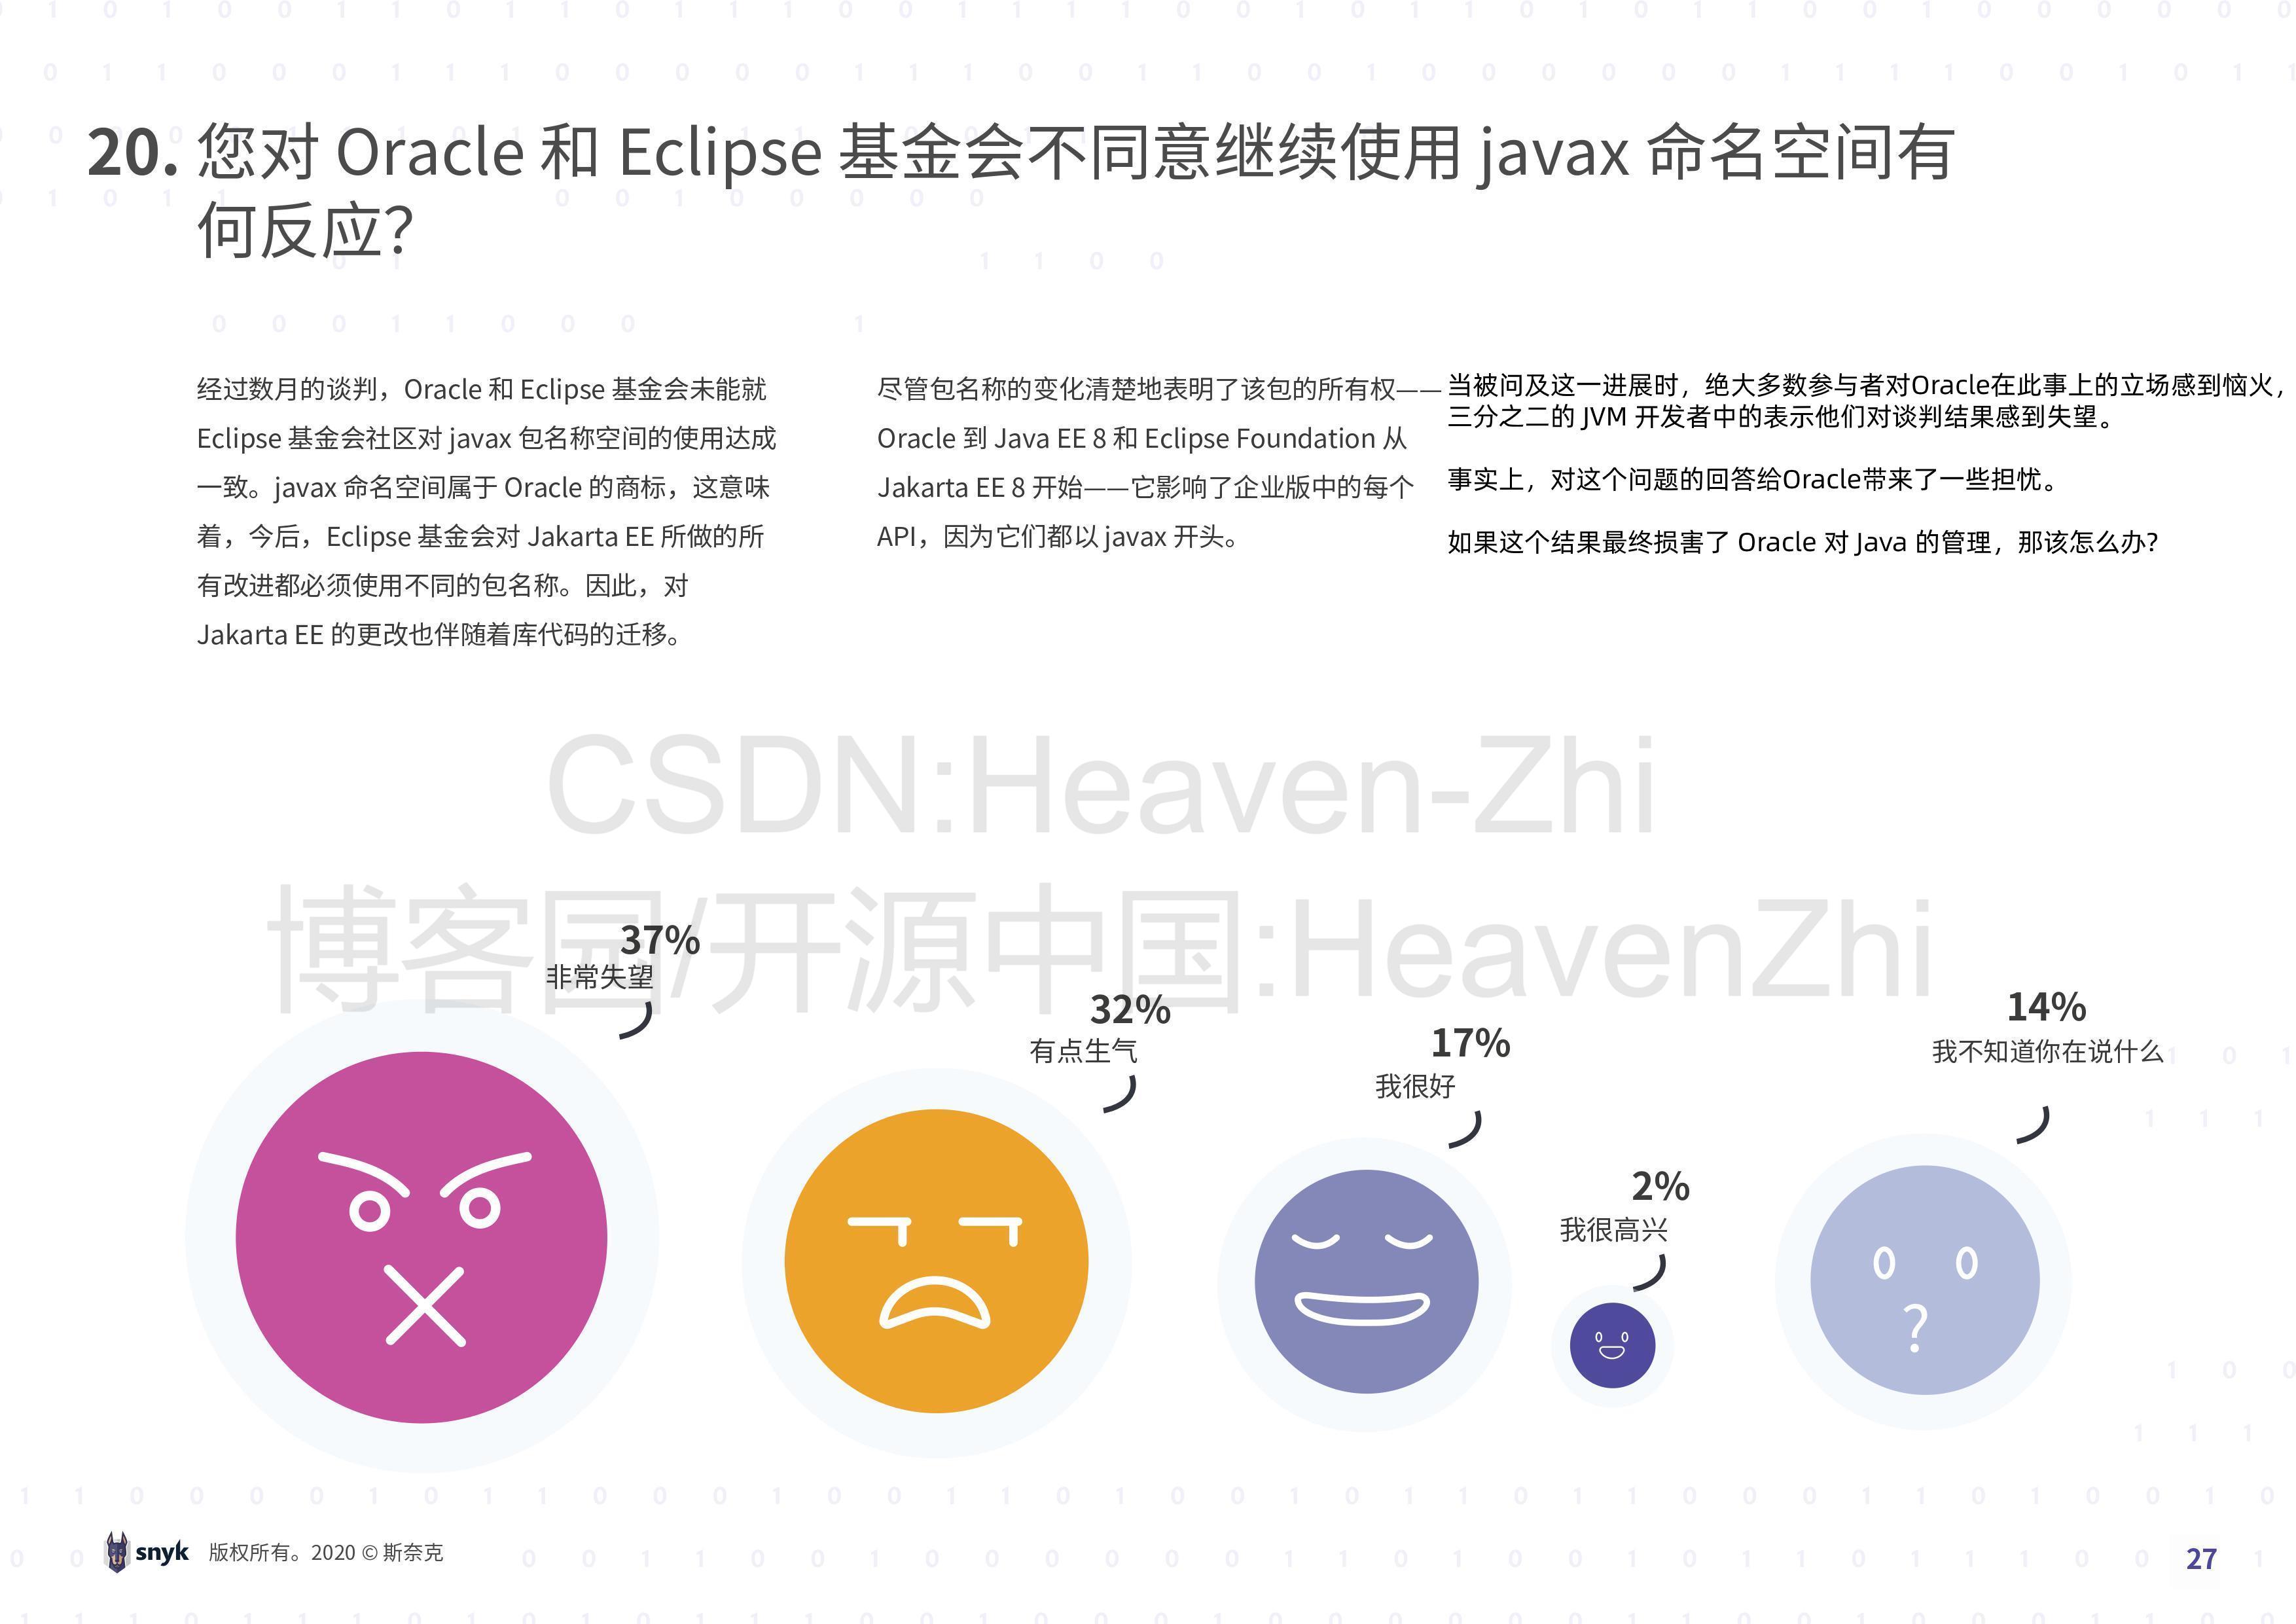 20. 您对 Oracle 和 Eclipse 基金会不同意继续使用 javax 命名空间有
何反应？
经过数月的谈判，Oracle 和 Eclipse 基金会未能就
Eclipse 基金会社区对 javax 包名称空间的使用达成
一致。javax 命名空间属于 Oracle 的商标，这意味
着，今后，Eclipse 基金会对 Jakarta EE 所做的所
有改进都必须使用不同的包名称。因此，对
Jakarta EE 的更改也伴随着库代码的迁移。
尽管包名称的变化清楚地表明了该包的所有权——
Oracle 到 Java EE 8 和 Eclipse Foundation 从
Jakarta EE 8 开始——它影响了企业版中的每个
API，因为它们都以 javax 开头。
当被问及这一进展时，绝大多数参与者对Oracle在此事上的立场感到恼火，
三分之二的 JVM 开发者中的表示他们对谈判结果感到失望。
事实上，对这个问题的回答给Oracle带来了一些担忧。
如果这个结果最终损害了 Oracle 对 Java 的管理，那该怎么办?
CSDN:Heaven-Zhi
博客园/开源中国:HeavenZhi
37%
非常失望
32%
有点生气
17%
我很好
2%
我很高兴
14%
我不知道你在说什么
?
snyk 版权所有。2020 © 斯奈克
27